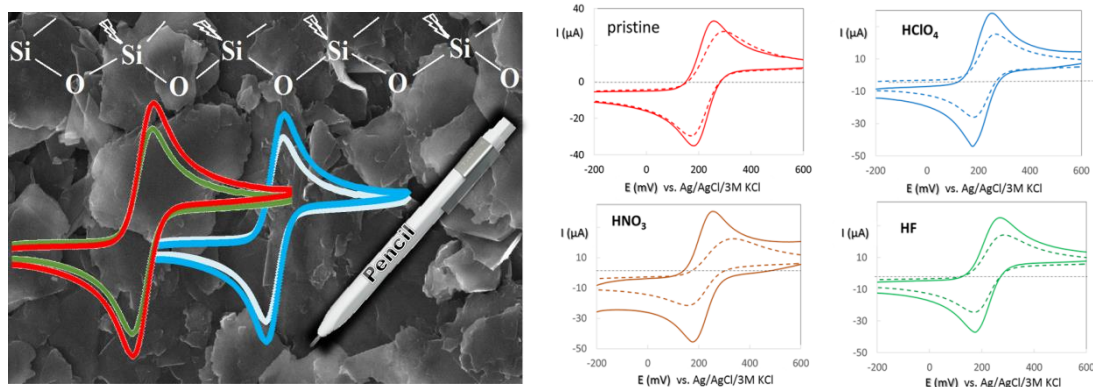 Si Si Si Si Si
O O O O
Pencil
I (µA) pristine
40
20
0
-20
-40
-200 0 200 400 600
E (mV) vs. Ag/AgCl/3M KCl
I (µA) HClO₄
30
10
-10
-30
-50
-200 0 200 400 600
E (mV) vs. Ag/AgCl/3M KCl
HNO₃
I (µA)
30
10
-10
-30
-50
-200 0 200 400 600
E (mV) vs. Ag/AgCl/3M KCl
I (µA) HF
30
10
-10
-30
-50
-200 0 200 400 600
E (mV) vs. Ag/AgCl/3M KCl